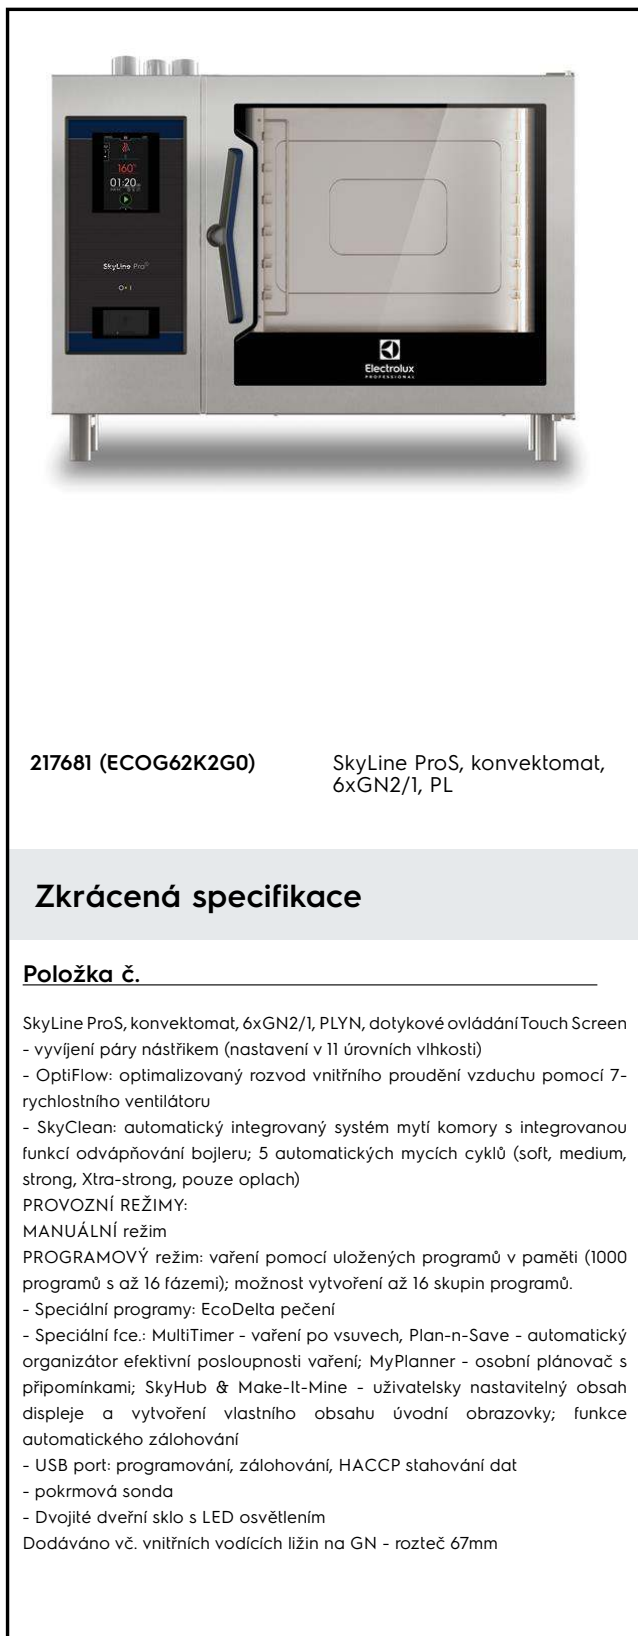 160°
01:20
SkyLine ProS
Electrolux
PROFESSIONAL
217681 (ECOG62K2G0)
SkyLine ProS, konvektomat,
6xGN2/1, PL
Zkrácená specifikace
Položka č.
SkyLine ProS, konvektomat, 6xGN2/1, PLYN, dotykové ovládání Touch Screen
- vyvíjení páry nástřikem (nastavení v 11 úrovních vlhkosti)
- OptiFlow: optimalizovaný rozvod vnitřního proudění vzduchu pomocí 7-
rychlostního ventilátoru
- SkyClean: automatický integrovaný systém mytí komory s integrovanou
funkcí odvápňování bojleru; 5 automatických mycích cyklů (soft, medium,
strong, Xtra-strong, pouze oplach)
PROVOZNÍ REŽIMY:
MANUÁLNÍ režim
PROGRAMOVÝ režim: vaření pomocí uložených programů v paměti (1000
programů s až 16 fázemi); možnost vytvoření až 16 skupin programů.
- Speciální programy: EcoDelta pečení
- Speciální fce.: MultiTimer - vaření po vsuvech, Plan-n-Save - automatický
organizátor efektivní posloupnosti vaření; MyPlanner - osobní plánovač s
připomínkami; SkyHub & Make-It-Mine - uživatelsky nastavitelný obsah
displeje a vytvoření vlastního obsahu úvodní obrazovky; funkce
automatického zálohování
- USB port: programování, zálohování, HACCP stahování dat
- pokrmová sonda
- Dvojité dveřní sklo s LED osvětlením
Dodáváno vč. vnitřních vodících ližin na GN - rozteč 67mm